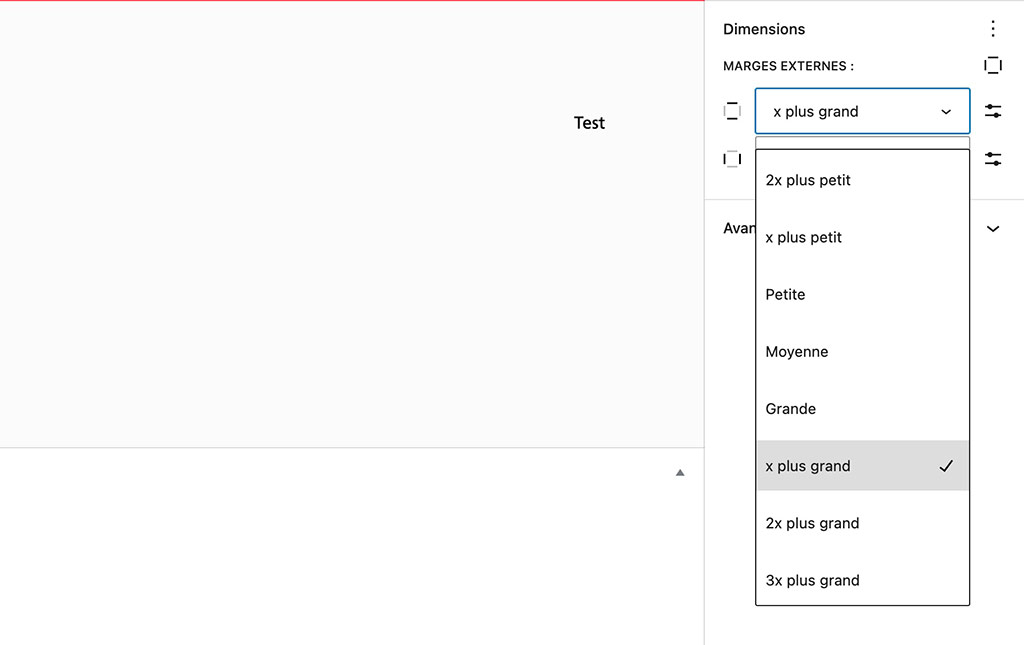 Dimensions
MARGES EXTERNES :
x plus grand
Test
2x plus petit
Avan
x plus petit
Petite
Moyenne
Grande
x plus grand
2x plus grand
3x plus grand